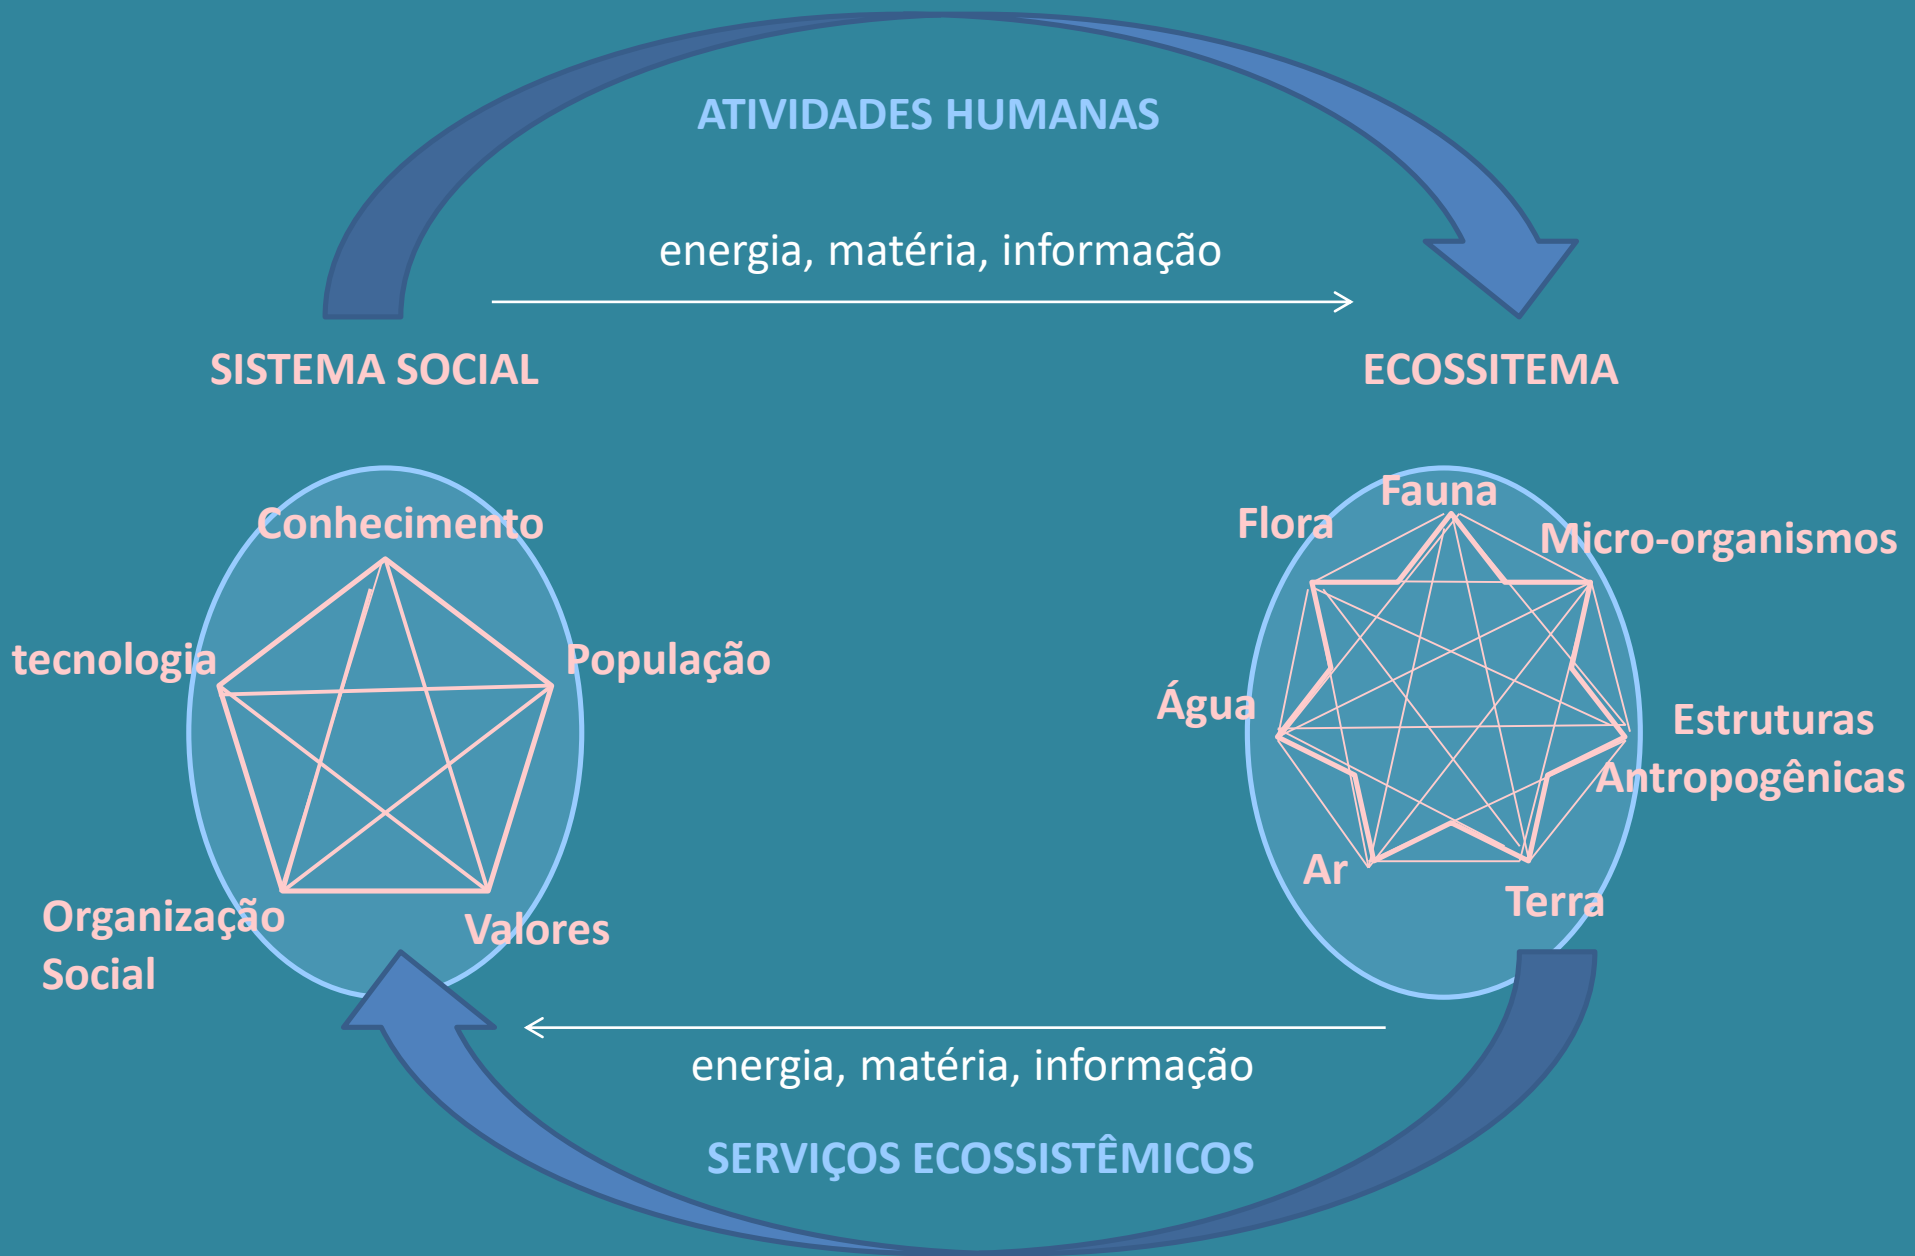 ATIVIDADES HUMANAS
energia, matéria, informação
SISTEMA SOCIAL
ECOSSITEMA
Conhecimento
tecnologia
População
Organização
Social
Valores
Fauna
Flora
Micro-organismos
Água
Estruturas
Antropogênicas
Ar
Terra
energia, matéria, informação
SERVIÇOS ECOSSISTÊMICOS